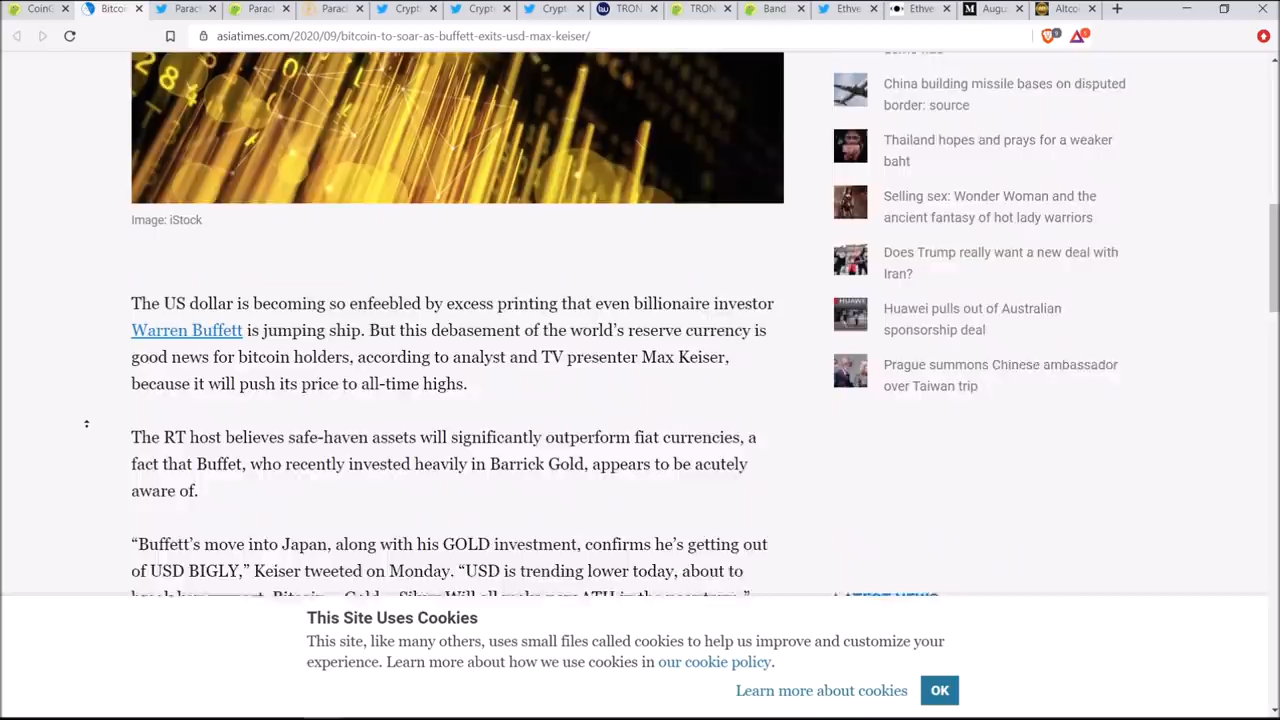 CoinG
Bitcoi
Parac
Paracl
Paracl
Crypt
Crypt
Crypt
TRON
TRON
Band
Ethve
Ethve
Augu
Altco
asiatimes.com/2020/09/bitcoin-to-soar-as-buffett-exits-usd-max-keiser/
China building missile bases on disputed
border: source
Thailand hopes and prays for a weaker
baht
Selling sex: Wonder Woman and the
ancient fantasy of hot lady warriors
Does Trump really want a new deal with
Iran?
Huawei pulls out of Australian
sponsorship deal
Prague summons Chinese ambassador
over Taiwan trip
Image: iStock
The US dollar is becoming so enfeebled by excess printing that even billionaire investor
Warren Buffett is jumping ship. But this debasement of the world's reserve currency is
good news for bitcoin holders, according to analyst and TV presenter Max Keiser,
because it will push its price to all-time highs.
The RT host believes safe-haven assets will significantly outperform fiat currencies, a
fact that Buffet, who recently invested heavily in Barrick Gold, appears to be acutely
aware of.
“Buffett's move into Japan, along with his GOLD investment, confirms he's getting out
of USD BIGLY,” Keiser tweeted on Monday. “USD is trending lower today, about to
This Site Uses Cookies
This site, like many others, uses small files called cookies to help us improve and customize your
experience. Learn more about how we use cookies in our cookie policy.
Learn more about cookies
OK